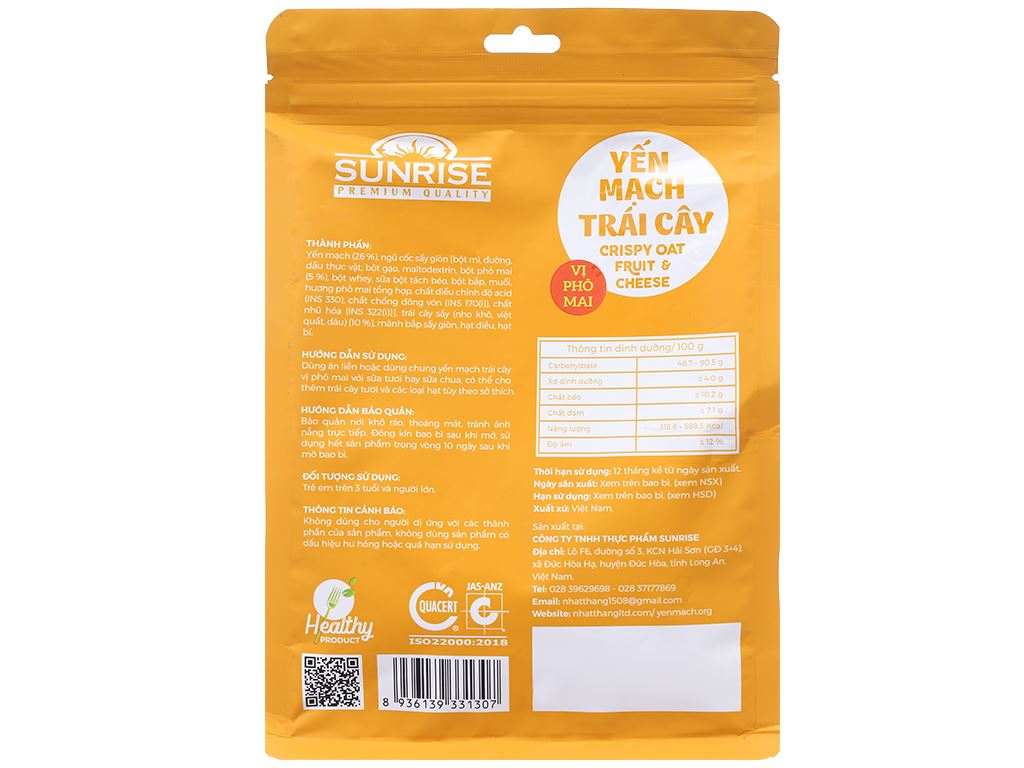 SUNRISE
PREMIUM QUALITY
YẾN
MẠCH
TRÁI CÂY
CRISPY OAT
FRUIT &
CHEESE
VỊ
PHÔ
MAI
THÀNH PHẦN:
Yến mạch (26 %), ngũ cốc sấy giòn [bột mì, đường,
dầu thực vật, bột gạo, maltodextrin, bột phô mai
(5 %), bột whey, sữa bột tách béo, bột bắp, muối,
hương phô mai tổng hợp, chất điều chỉnh độ acid
(INS 330), chất chống đông vón (INS 170(i)), chất
nhũ hóa (INS 322(i))], trái cây sấy (nho khô, việt
quất, dâu) (10 %), mảnh bắp sấy giòn, hạt điều, hạt
bí.
HƯỚNG DẪN SỬ DỤNG:
Dùng ăn liền hoặc dùng chung yến mạch trái cây
vị phô mai với sữa tươi hay sữa chua, có thể cho
thêm trái cây tươi và các loại hạt tùy theo sở thích.
HƯỚNG DẪN BẢO QUẢN:
Bảo quản nơi khô ráo, thoáng mát, tránh ánh
nắng trực tiếp. Đóng kín bao bì sau khi mở, sử
dụng hết sản phẩm trong vòng 10 ngày sau khi
mở bao bì.
ĐỐI TƯỢNG SỬ DỤNG:
Trẻ em trên 3 tuổi và người lớn.
THÔNG TIN CẢNH BÁO:
Không dùng cho người dị ứng với các thành
phần của sản phẩm, không dùng sản phẩm có
dấu hiệu hư hỏng hoặc quá hạn sử dụng.
Thông tin dinh dưỡng/ 100 g
Carbohydrate 48,7 – 90,5 g
Xơ dinh dưỡng ≥ 4,0 g
Chất béo ≥ 10,2 g
Chất đạm ≥ 7,1 g
Năng lượng 316,8 – 588,3 Kcal
Độ ẩm ≤ 12 %
Thời hạn sử dụng: 12 tháng kể từ ngày sản xuất.
Ngày sản xuất: Xem trên bao bì. (xem NSX)
Hạn sử dụng: Xem trên bao bì. (xem HSD)
Xuất xứ: Việt Nam.
Sản xuất tại:
CÔNG TY TNHH THỰC PHẨM SUNRISE
Địa chỉ: Lô F6, đường số 3, KCN Hải Sơn (GĐ 3+4),
xã Đức Hòa Hạ, huyện Đức Hòa, tỉnh Long An,
Việt Nam.
Tel: 028 39629698 - 028 37177869
Email: nhatthang1508@gmail.com
Website: nhatthangltd.com/ yenmach.org
Healthy
PRODUCT
QUACERT
JAS-ANZ
ISO22000:2018
8 936139 331307